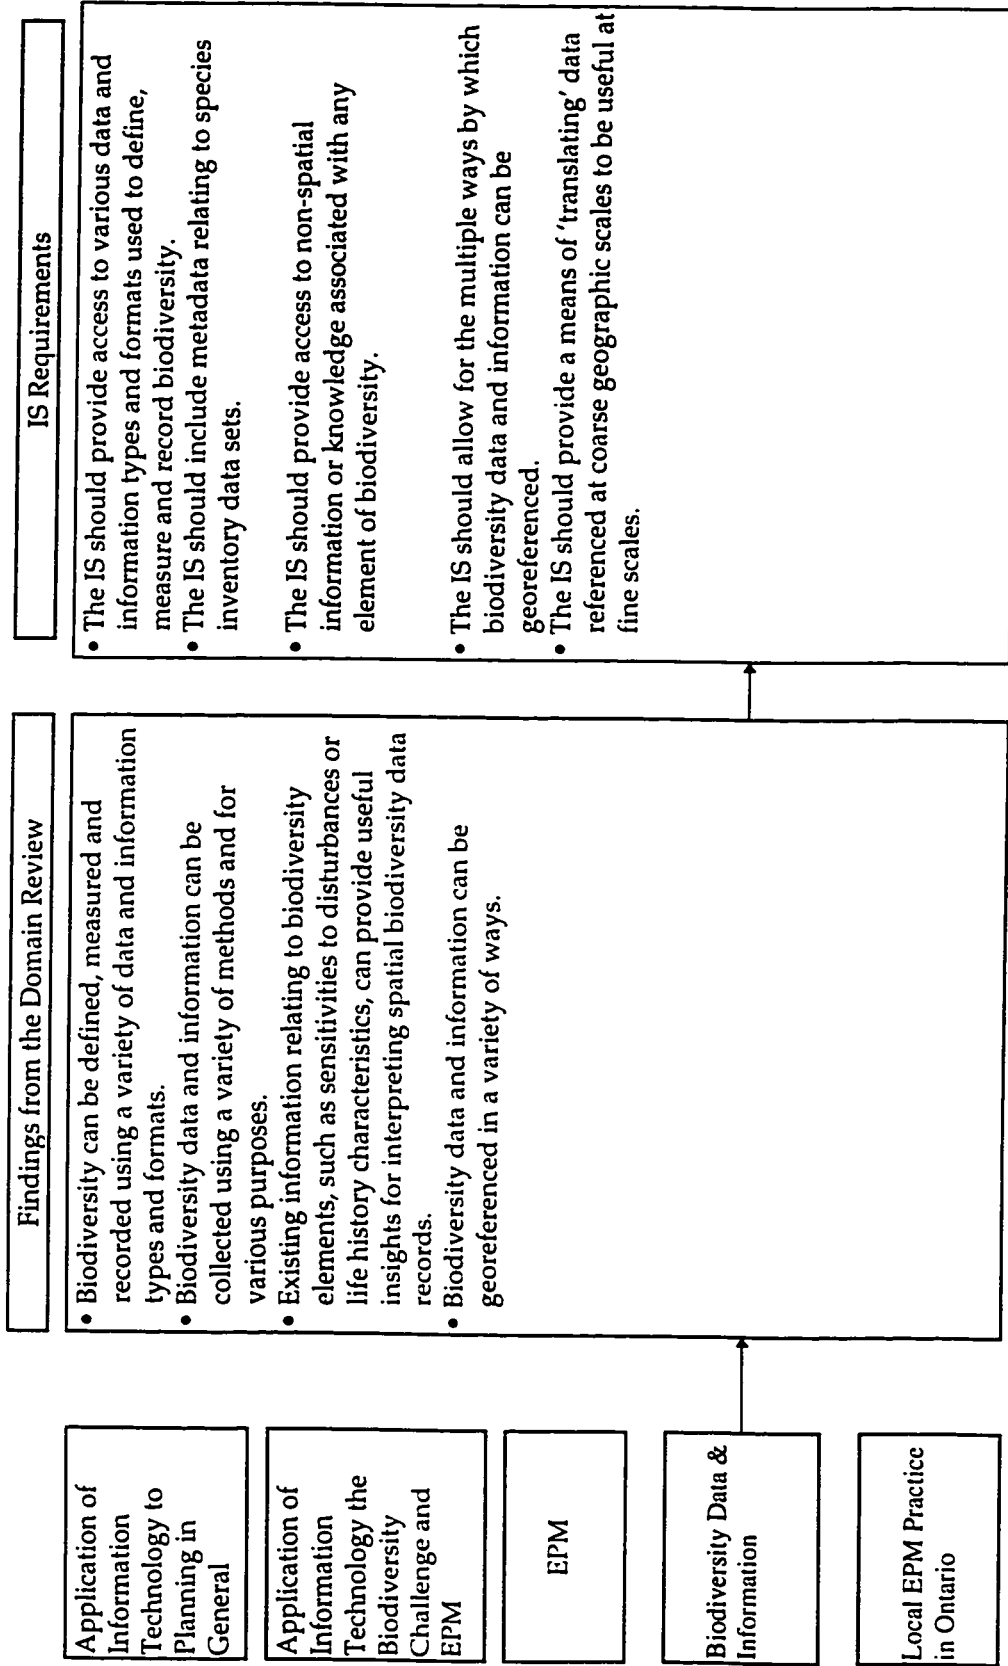 Application of
Information
Technology to
Planning in
General
Application of
Information
Technology the
Biodiversity
Challenge and
EPM
EPM
Biodiversity Data &
Information
Local EPM Practice
in Ontario
Findings from the Domain Review
• Biodiversity can be defined, measured and
recorded using a variety of data and information
types and formats.
• Biodiversity data and information can be
collected using a variety of methods and for
various purposes.
• Existing information relating to biodiversity
elements, such as sensitivities to disturbances or
life history characteristics, can provide useful
insights for interpreting spatial biodiversity data
records.
• Biodiversity data and information can be
georeferenced in a variety of ways.
IS Requirements
• The IS should provide access to various data and
information types and formats used to define,
measure and record biodiversity.
• The IS should include metadata relating to species
inventory data sets.
• The IS should provide access to non-spatial
information or knowledge associated with any
element of biodiversity.
• The IS should allow for the multiple ways by which
biodiversity data and information can be
georeferenced.
• The IS should provide a means of 'translating' data
referenced at coarse geographic scales to be useful at
fine scales.